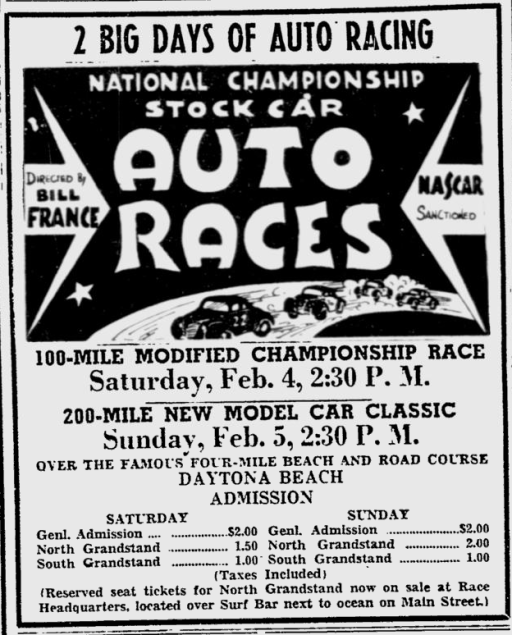 2 BIG DAYS OF AUTO RACING
NATIONAL CHAMPIONSHIP
STOCK CAR
AUTO
RACES
DIRECTED By
BILL
FRANCE
NASCAR
SANCTIONED
100-MILE MODIFIED CHAMPIONSHIP RACE
Saturday, Feb. 4, 2:30 P. M.
200-MILE NEW MODEL CAR CLASSIC
Sunday, Feb. 5, 2:30 P. M.
OVER THE FAMOUS FOUR-MILE BEACH AND ROAD COURSE
DAYTONA BEACH
ADMISSION
SATURDAY
Genl. Admission .... ................$2.00
North Grandstand ................ 1.50
South Grandstand ................ 1.00
SUNDAY
Genl. Admission ....................$2.00
North Grandstand .............. 2.00
South Grandstand ............... 1.00
(Taxes Included)
(Reserved seat tickets for North Grandstand now on sale at Race
Headquarters, located over Surf Bar next to ocean on Main Street.)